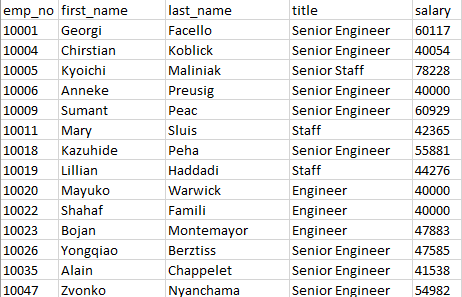 emp_no first_name last_name title salary
10001 Georgi Facello Senior Engineer 60117
10004 Chirstian Koblick Senior Engineer 40054
10005 Kyoichi Maliniak Senior Staff 78228
10006 Anneke Preusig Senior Engineer 40000
10009 Sumant Peac Senior Engineer 60929
10011 Mary Sluis Staff 42365
10018 Kazuhide Peha Senior Engineer 55881
10019 Lillian Haddadi Staff 44276
10020 Mayuko Warwick Engineer 40000
10022 Shahaf Famili Engineer 40000
10023 Bojan Montemayor Engineer 47883
10026 Yongqiao Berztiss Senior Engineer 47585
10035 Alain Chappelet Senior Engineer 41538
10047 Zvonko Nyanchama Senior Engineer 54982